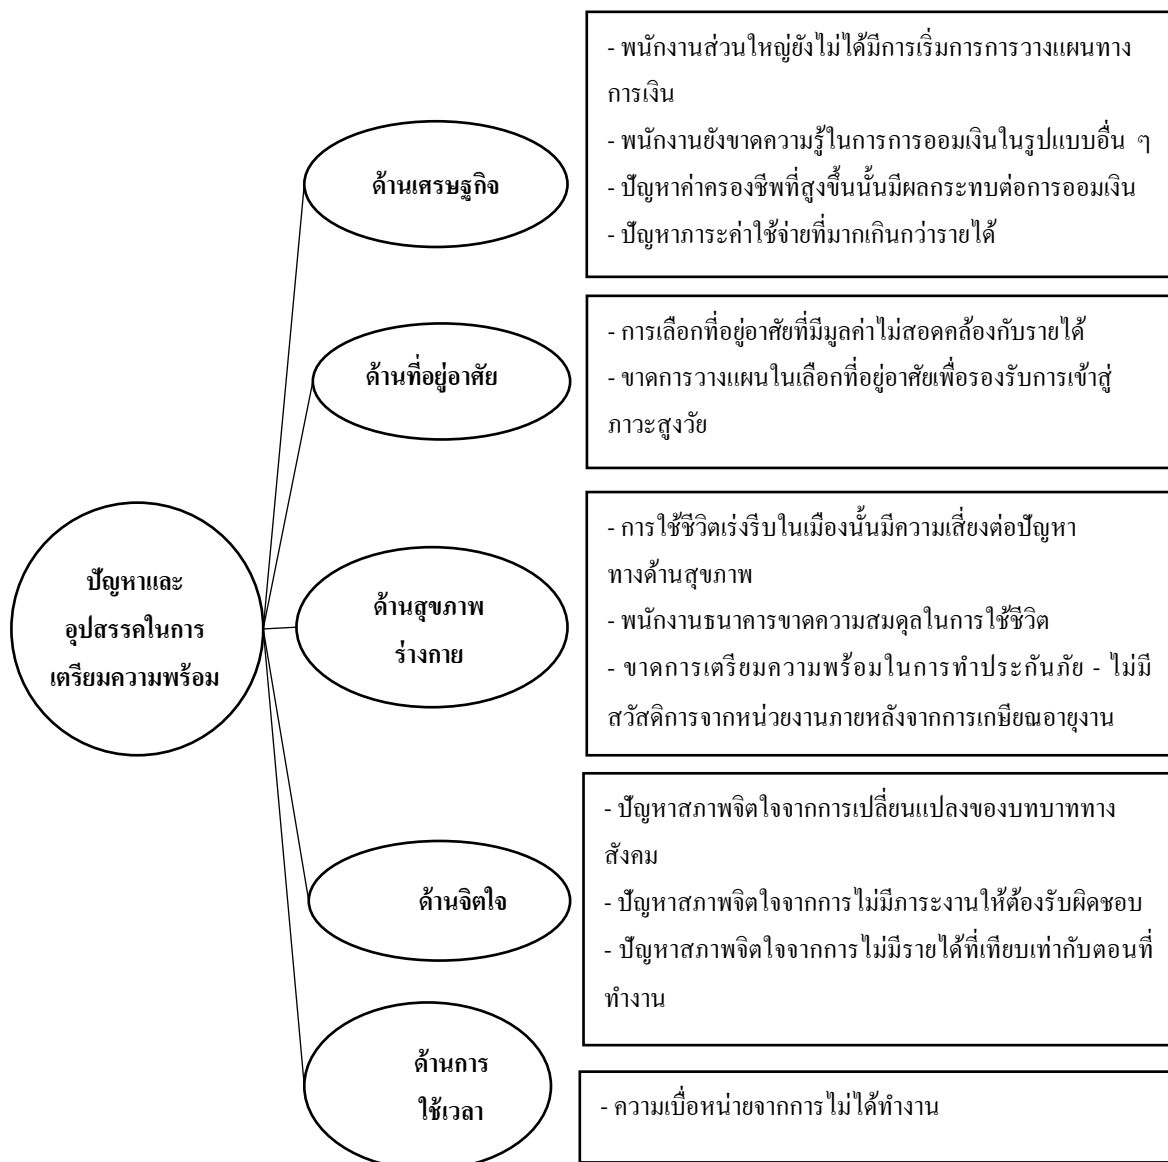 ปัญหาและ
อุปสรรคในการ
เตรียมความพร้อม
ด้านเศรษฐกิจ
- พนักงานส่วนใหญ่ยังไม่ได้มีการเริ่มการการวางแผนทาง
การเงิน
- พนักงานยังขาดความรู้ในการการออมเงินในรูปแบบอื่น ๆ
- ปัญหาค่าครองชีพที่สูงขึ้นนั้นมีผลกระทบต่อการออมเงิน
- ปัญหาภาระค่าใช้จ่ายที่มากเกินกว่ารายได้
ด้านที่อยู่อาศัย
- การเลือกที่อยู่อาศัยที่มีมูลค่าไม่สอดคล้องกับรายได้
- ขาดการวางแผนในเลือกที่อยู่อาศัยเพื่อรองรับการเข้าสู่
ภาวะสูงวัย
ด้านสุขภาพ
ร่างกาย
- การใช้ชีวิตเร่งรีบในเมืองนั้นมีความเสี่ยงต่อปัญหา
ทางด้านสุขภาพ
- พนักงานธนาคารขาดความสมดุลในการใช้ชีวิต
- ขาดการเตรียมความพร้อมในการทำประกันภัย - ไม่มี
สวัสดิการจากหน่วยงานภายหลังจากการเกษียณอายุงาน
ด้านจิตใจ
- ปัญหาสภาพจิตใจจากการเปลี่ยนแปลงของบทบาททาง
สังคม
- ปัญหาสภาพจิตใจจากการไม่มีภาระงานให้ต้องรับผิดชอบ
- ปัญหาสภาพจิตใจจากการไม่มีรายได้ที่เทียบเท่ากับตอนที่
ทำงาน
ด้านการ
ใช้เวลา
- ความเบื่อหน่ายจากการไม่ได้ทำงาน